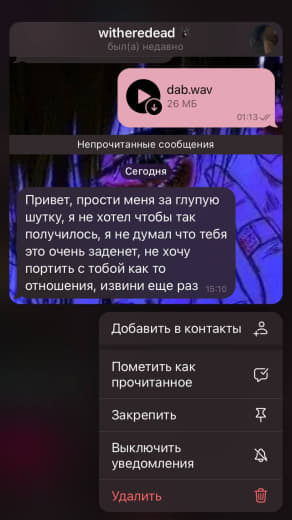 witheredead
был(а) недавно
dab.wav
26 МБ
01:13
Непрочитанные сообщения
Сегодня
Привет, прости меня за глупую
шутку, я не хотел чтобы так
получилось, я не думал что тебя
это очень заденет, не хочу
портить с тобой как то
отношения, извини еще раз 15:10
Добавить в контакты
Пометить как
прочитанное
Закрепить
Выключить
уведомления
Удалить